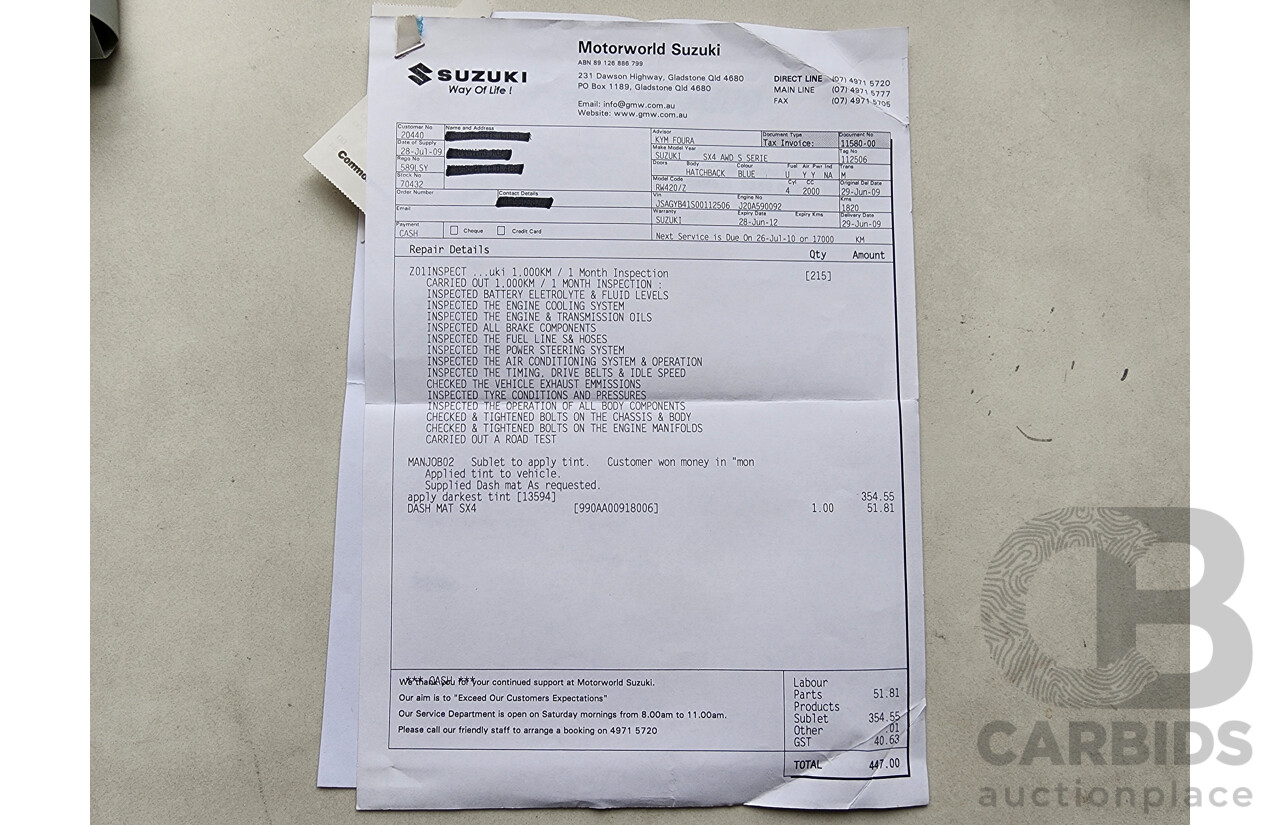 Motorworld Suzuki
ABN 89 126 886 799
SUZUKI
Way Of Life !
231 Dawson Highway, Gladstone Qld 4680
PO Box 1189, Gladstone Qld 4680
Email: info@gmw.com.au
Website: www.gmw.com.au
DIRECT LINE (07) 4971 5720
MAIN LINE (07) 4971 5777
FAX (07) 4971 5705
Customer No
20440
Name and Address
Date of Supply
28-Jul-09
Rego No
589LSY
Stock No
70432
Order Number
Contact Details
Email
Payment
CASH
Cheque
Credit Card
Advisor
KYM FOURA
Document Type
Tax Invoice:
Document No
11580-00
Make Model Year
SUZUKI SX4 AWD S SERIE
Tag No
112506
Doors Body Colour Fuel Air Pwr Ind Trans
HATCHBACK BLUE U Y Y NA M
Model Code Cyl CC Original Del Date
RW420/Z 4 2000 29-Jun-09
Vin Engine No Kms
JSAGYB41S00112506 J20A590092 1820
Warranty Expiry Date Expiry Kms Delivery Date
SUZUKI 28-Jun-12 29-Jun-09
Next Service is Due On 26-Jul-10 or 17000 KM
Repair Details Qty Amount
Z01INSPECT ...uki 1.000KM / 1 Month Inspection [215]
CARRIED OUT 1.000KM / 1 MONTH INSPECTION :
INSPECTED BATTERY ELETROLYTE & FLUID LEVELS
INSPECTED THE ENGINE COOLING SYSTEM
INSPECTED THE ENGINE & TRANSMISSION OILS
INSPECTED ALL BRAKE COMPONENTS
INSPECTED THE FUEL LINE S& HOSES
INSPECTED THE POWER STEERING SYSTEM
INSPECTED THE AIR CONDITIONING SYSTEM & OPERATION
INSPECTED THE TIMING, DRIVE BELTS & IDLE SPEED
CHECKED THE VEHICLE EXHAUST EMMISSIONS
INSPECTED TYRE CONDITIONS AND PRESSURES
INSPECTED THE OPERATION OF ALL BODY COMPONENTS
CHECKED & TIGHTENED BOLTS ON THE CHASSIS & BODY
CHECKED & TIGHTENED BOLTS ON THE ENGINE MANIFOLDS
CARRIED OUT A ROAD TEST
MANJOB02 Sublet to apply tint. Customer won money in "mon
Applied tint to vehicle.
Supplied Dash mat As requested.
apply darkest tint [13594] 354.55
DASH MAT SX4 [990AA00918006] 1.00 51.81
*** CASH ***
We thank you for your continued support at Motorworld Suzuki.
Our aim is to "Exceed Our Customers Expectations"
Our Service Department is open on Saturday mornings from 8.00am to 11.00am.
Please call our friendly staff to arrange a booking on 4971 5720
Labour
Parts 51.81
Products
Sublet 354.55
Other .01
GST 40.63
TOTAL 447.00
CB
CARBIDS
auctionplace